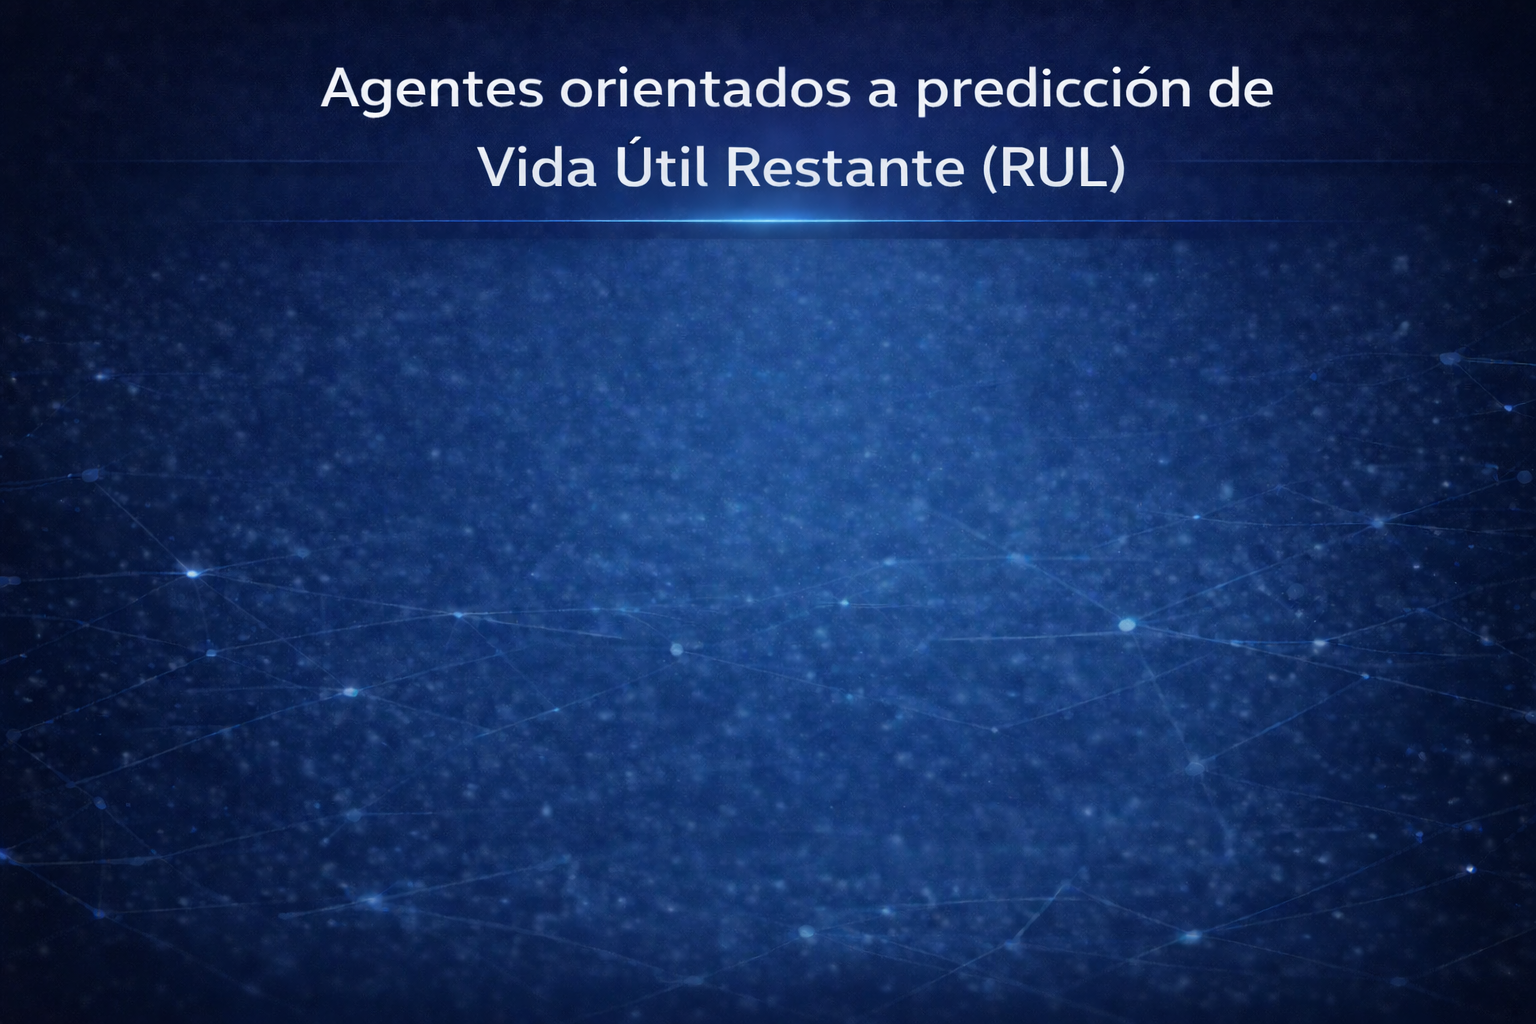 Agentes orientados a predicción de
Vida Útil Restante (RUL)